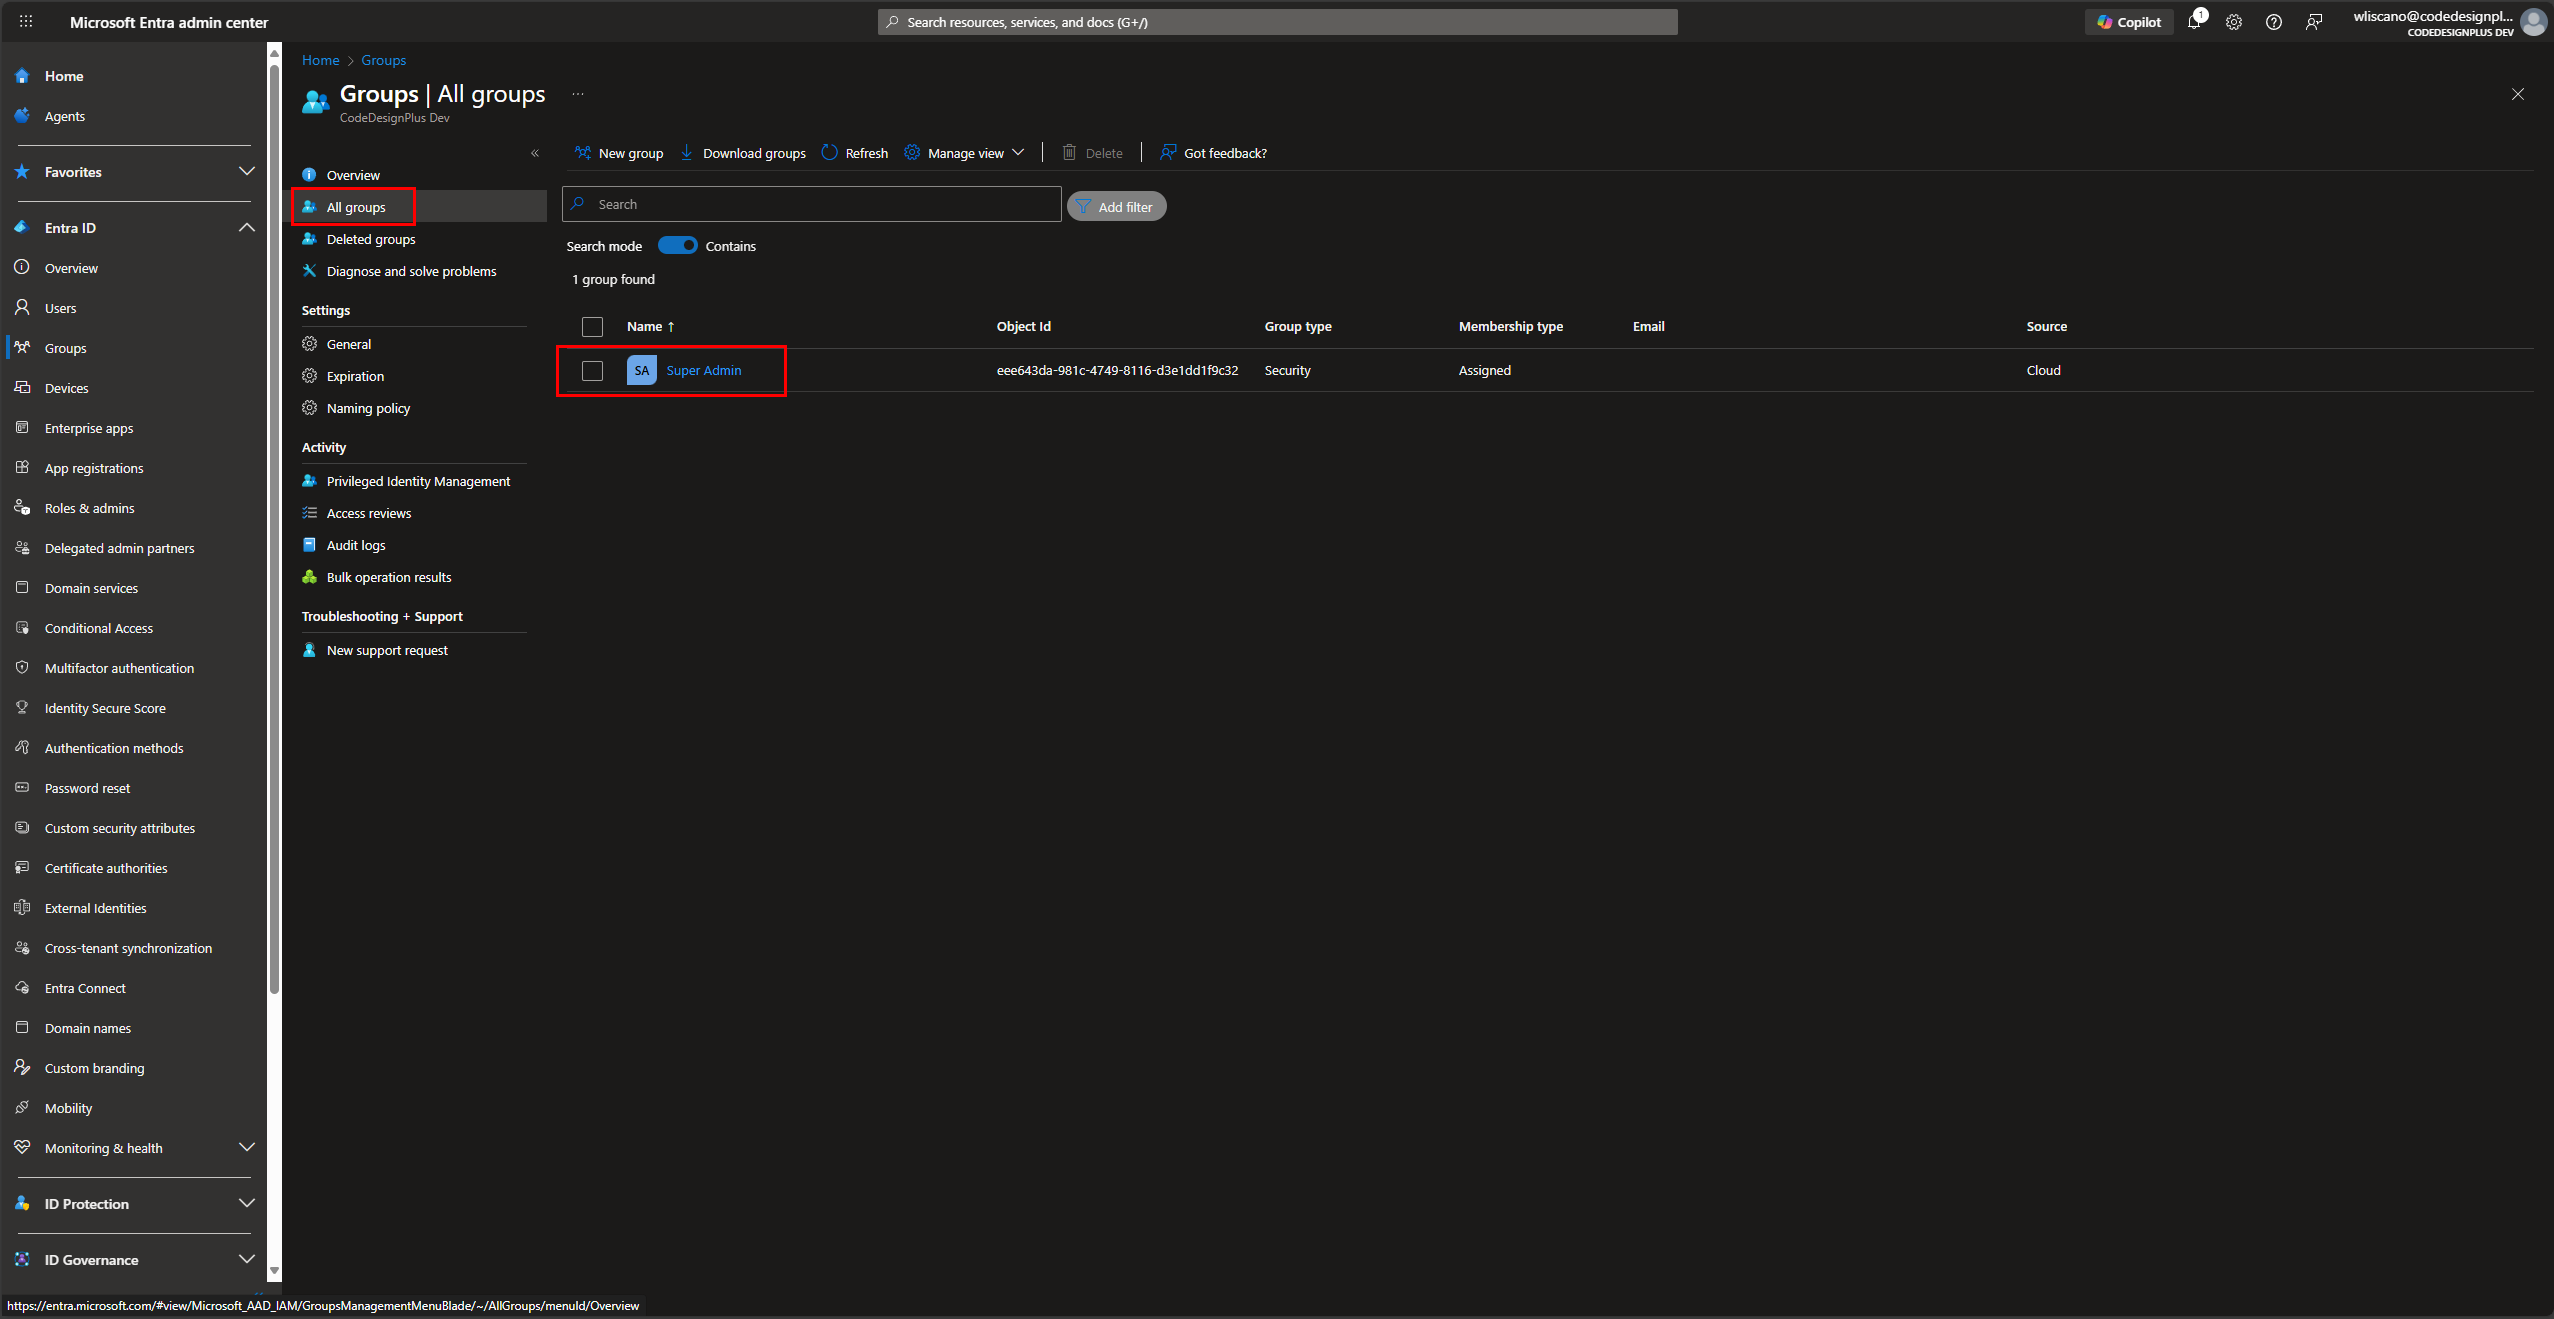 Microsoft Entra admin center
Search resources, services, and docs (G+/)
Copilot
1
wliscano@codedesignpl...
CODEDESIGNPLUS DEV
Home
Agents
Favorites
Entra ID
Overview
Users
Groups
Devices
Enterprise apps
App registrations
Roles & admins
Delegated admin partners
Domain services
Conditional Access
Multifactor authentication
Identity Secure Score
Authentication methods
Password reset
Custom security attributes
Certificate authorities
External Identities
Cross-tenant synchronization
Entra Connect
Domain names
Custom branding
Mobility
Monitoring & health
ID Protection
ID Governance
Home > Groups
Groups | All groups ...
CodeDesignPlus Dev
Overview
All groups
Deleted groups
Diagnose and solve problems
Settings
General
Expiration
Naming policy
Activity
Privileged Identity Management
Access reviews
Audit logs
Bulk operation results
Troubleshooting + Support
New support request
New group Download groups Refresh Manage view Delete Got feedback?
Search
Add filter
Search mode Contains
1 group found
Name ↑ Object Id Group type Membership type Email Source
SA Super Admin eee643da-981c-4749-8116-d3e1dd1f9c32 Security Assigned Cloud
https://entra.microsoft.com/#view/Microsoft_AAD_IAM/GroupsManagementMenuBlade/~/AllGroups/menuId/Overview